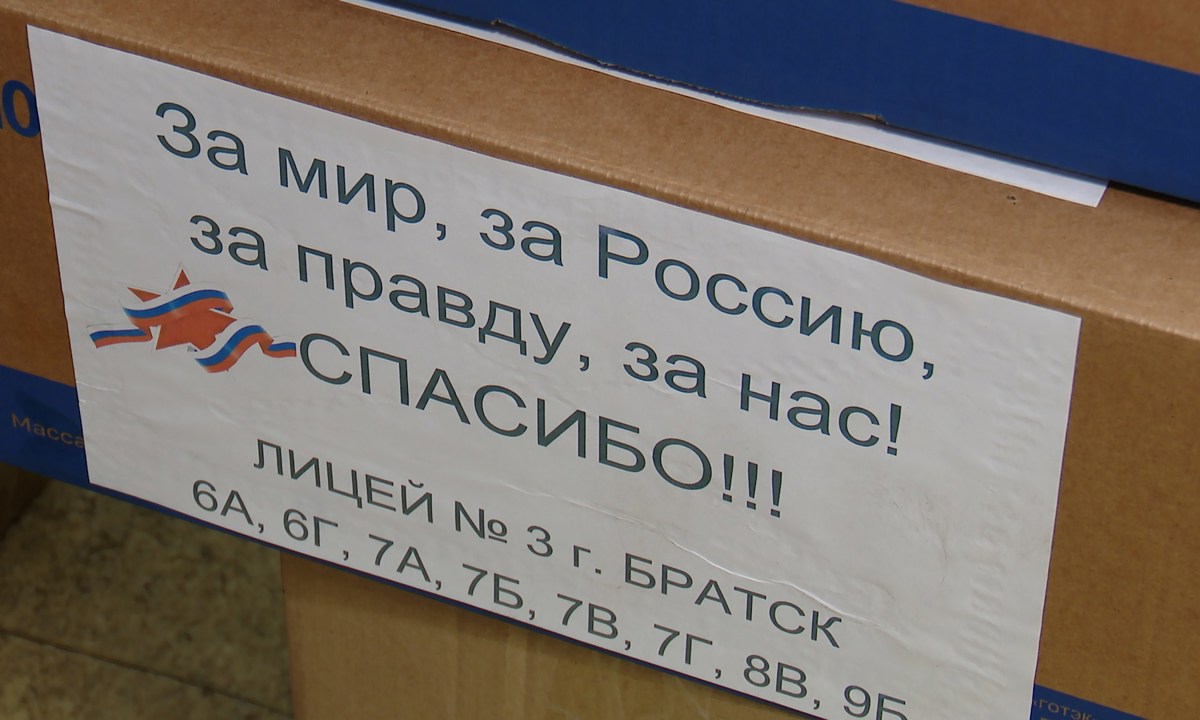 За мир, за Россию,
за правду, за нас!
СПАСИБО!!!
ЛИЦЕЙ № 3 г. БРАТСК
6А, 6Г, 7А, 7Б, 7В, 7Г, 8В, 9Б
Масса